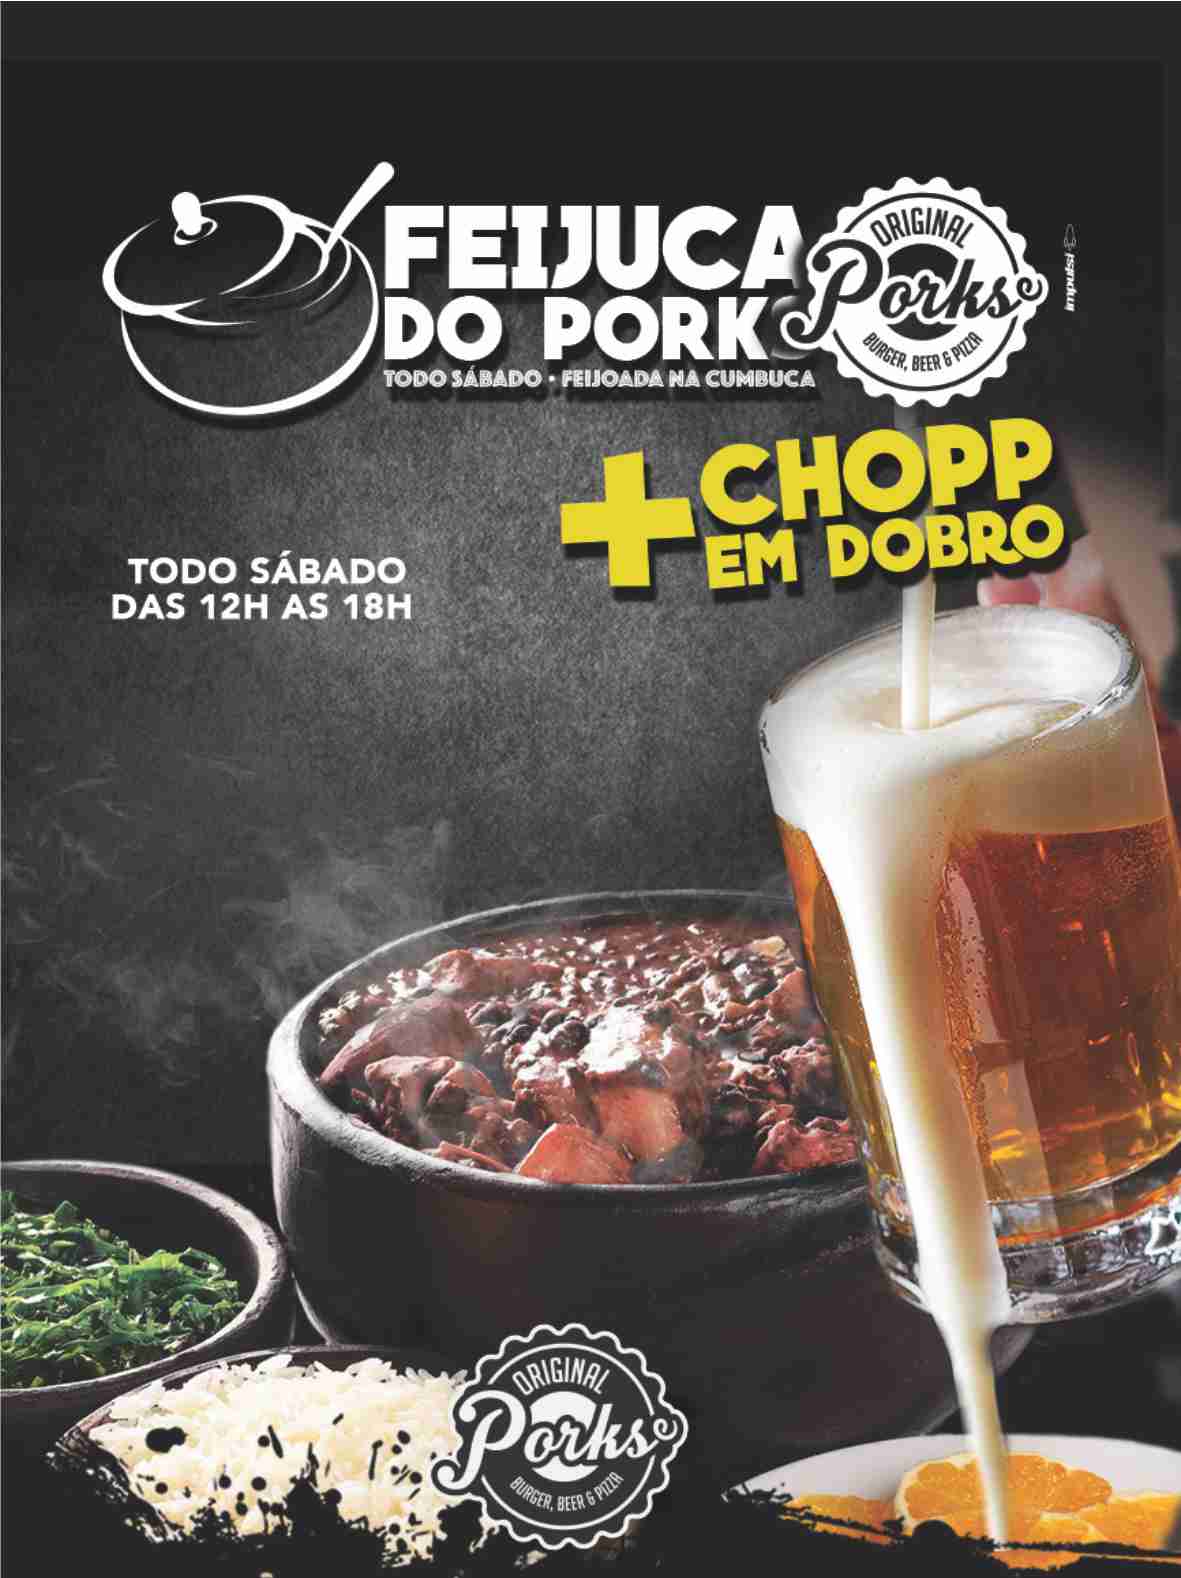 FEIJUCA
DO PORKS
TODO SÁBADO • FEIJOADA NA CUMBUCA
ORIGINAL
Porks
BURGER, BEER & PIZZA
impulsi
+ CHOPP
EM DOBRO
TODO SÁBADO
DAS 12H AS 18H
ORIGINAL
Porks
BURGER, BEER & PIZZA